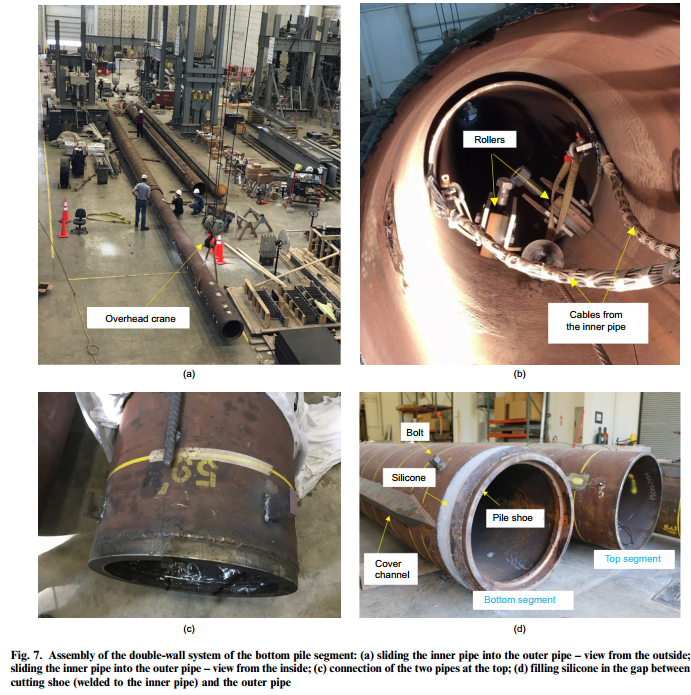 Overhead crane
(a)
Rollers
Cables from
the inner pipe
(b)
59
(c)
Bolt
Silicone
Pile shoe
Cover
channel
Top segment
Bottom segment
(d)
Fig. 7. Assembly of the double-wall system of the bottom pile segment: (a) sliding the inner pipe into the outer pipe – view from the outside;
sliding the inner pipe into the outer pipe – view from the inside; (c) connection of the two pipes at the top; (d) filling silicone in the gap between
cutting shoe (welded to the inner pipe) and the outer pipe